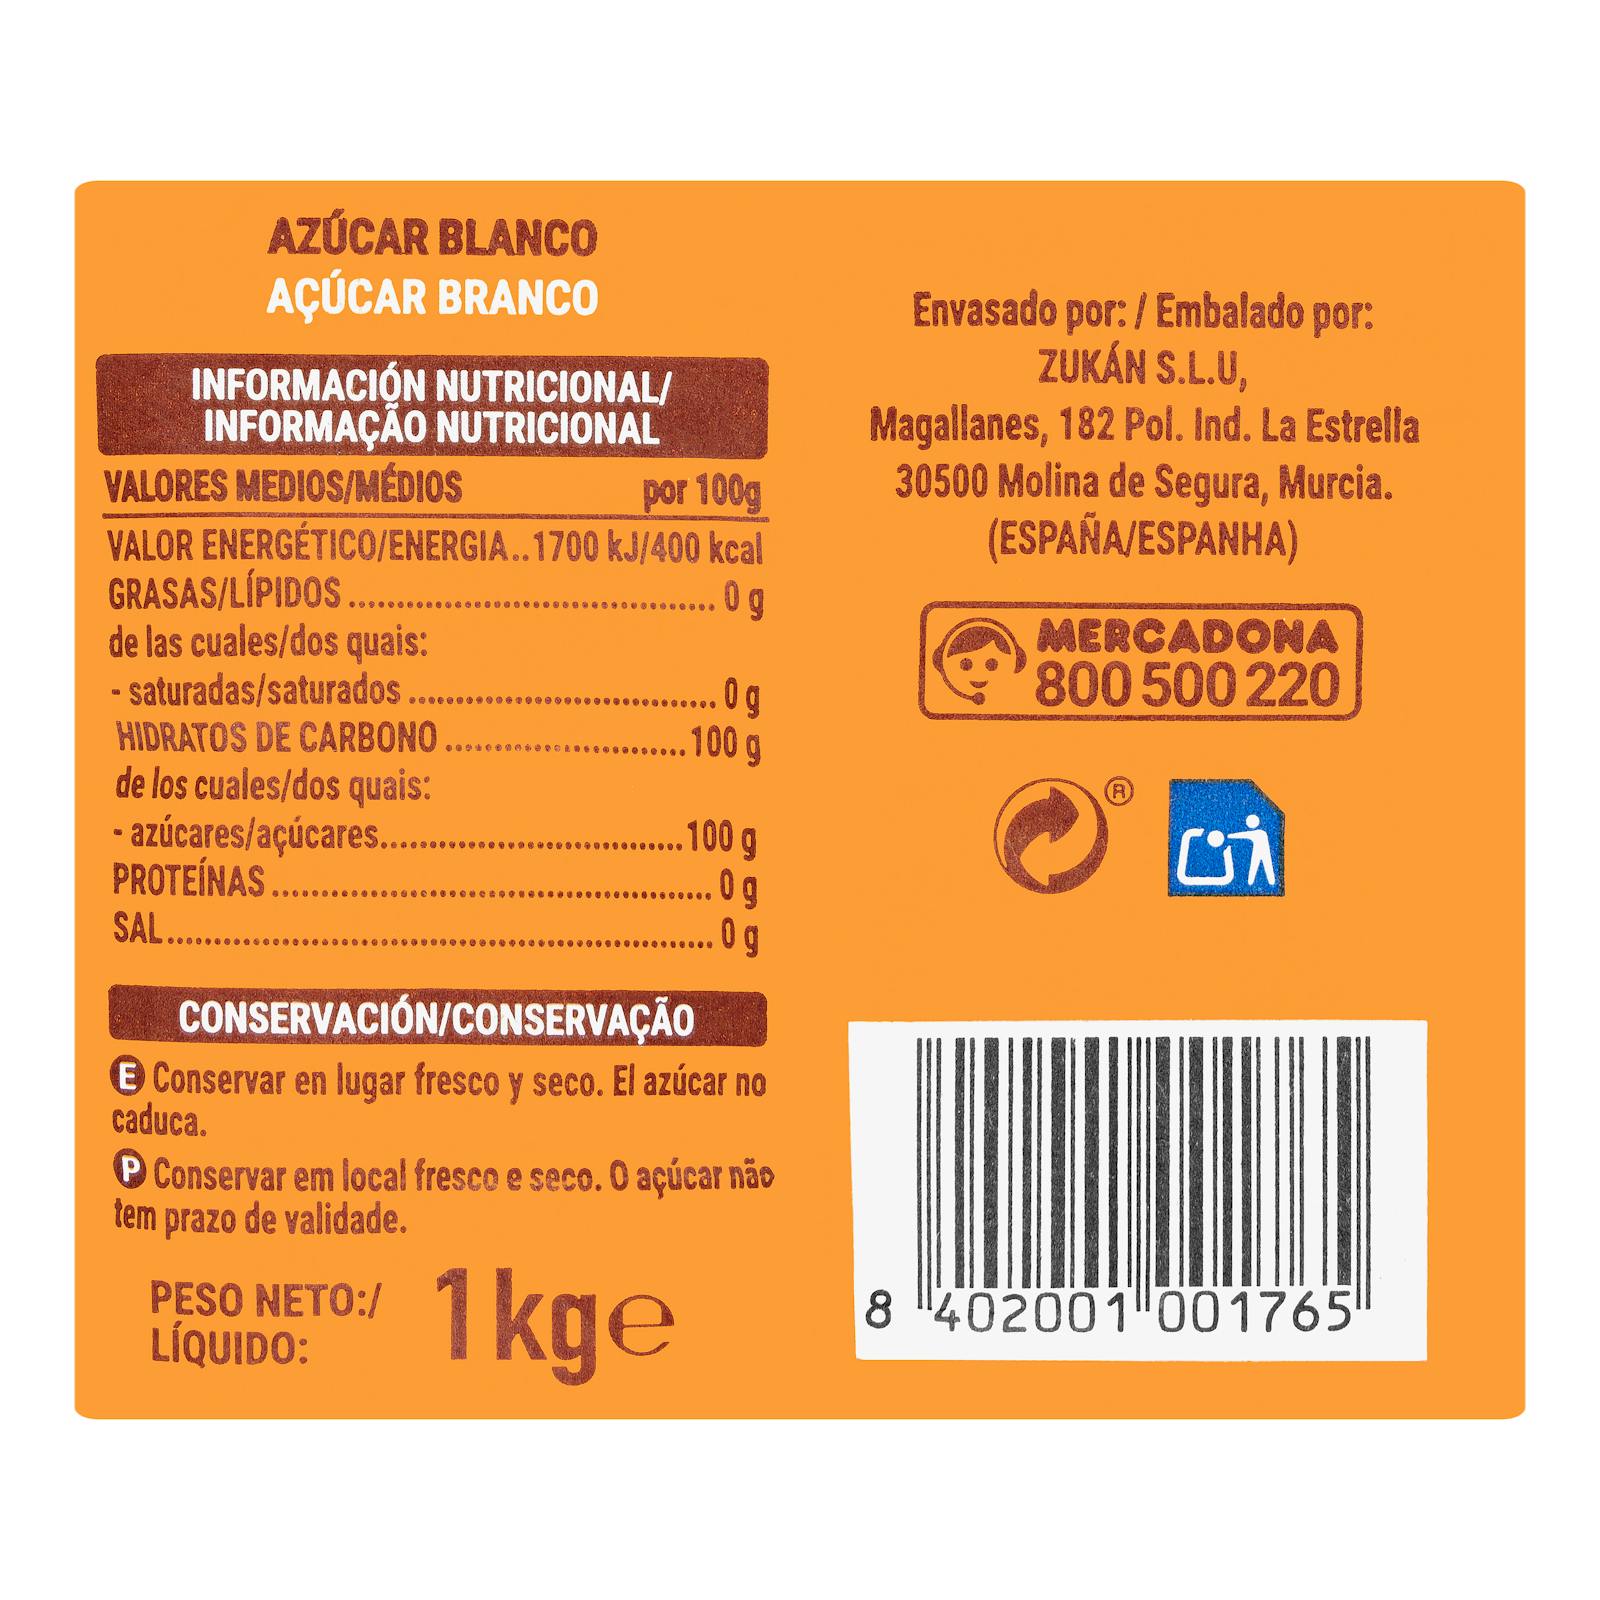 AZÚCAR BLANCO
AÇÚCAR BRANCO
INFORMACIÓN NUTRICIONAL/
INFORMAÇÃO NUTRICIONAL
VALORES MEDIOS/MÉDIOS por 100g
VALOR ENERGÉTICO/ENERGIA..1700 kJ/400 kcal
GRASAS/LÍPIDOS ........................................ 0 g
de las cuales/dos quais:
- saturadas/saturados .................................. 0 g
HIDRATOS DE CARBONO ..........................100 g
de los cuales/dos quais:
- azúcares/açúcares.................................100 g
PROTEÍNAS ................................................ 0 g
SAL............................................................ 0 g
CONSERVACIÓN/CONSERVAÇÃO
E Conservar en lugar fresco y seco. El azúcar no
caduca.
P Conservar em local fresco e seco. O açúcar não
tem prazo de validade.
PESO NETO:/
LÍQUIDO:
1 kg e
Envasado por: / Embalado por:
ZUKÁN S.L.U,
Magallanes, 182 Pol. Ind. La Estrella
30500 Molina de Segura, Murcia.
(ESPAÑA/ESPANHA)
MERCADONA
800 500 220
®
8 402001 001765